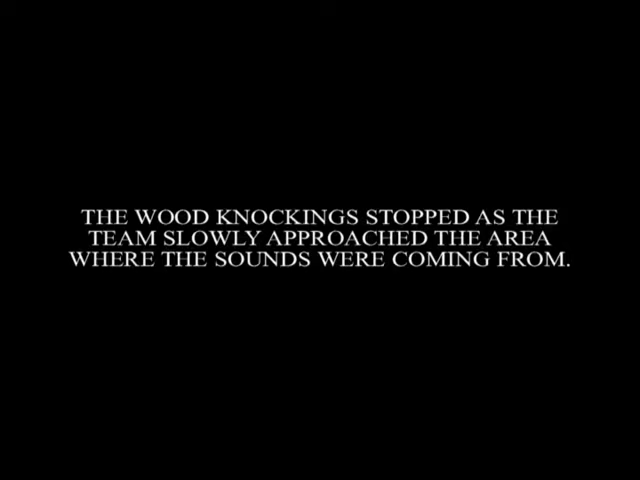 THE WOOD KNOCKINGS STOPPED AS THE
TEAM SLOWLY APPROACHED THE AREA
WHERE THE SOUNDS WERE COMING FROM.